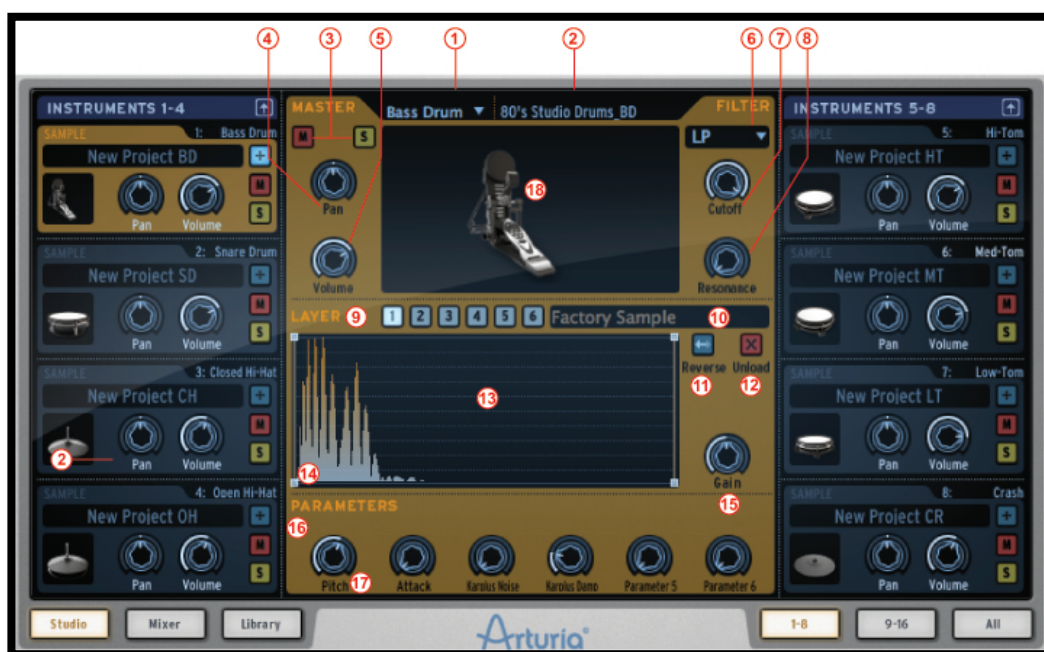 4 3 5 1 2 6 7 8
INSTRUMENTS 1-4
SAMPLE 1: Bass Drum
New Project BD +
M
S
Pan Volume
SAMPLE 2: Snare Drum
New Project SD +
M
S
Pan Volume
SAMPLE 3: Closed Hi-Hat
New Project CH +
M
S
2
Pan Volume
SAMPLE 4: Open Hi-Hat
New Project OH +
M
S
Pan Volume
MASTER
Bass Drum ▼ 80's Studio Drums_BD
FILTER
M S
LP ▼
Pan
18
Cutoff
Volume
Resonance
LAYER 9 1 2 3 4 5 6 Factory Sample 10
Reverse Unload
11 12
13
14
Gain
15
PARAMETERS
16
Pitch 17 Attack Karplus Noise Karplus Damp Parameter 5 Parameter 6
INSTRUMENTS 5-8
SAMPLE 5: Hi-Tom
New Project HT +
M
S
Pan Volume
SAMPLE 6: Med-Tom
New Project MT +
M
S
Pan Volume
SAMPLE 7: Low-Tom
New Project LT +
M
S
Pan Volume
SAMPLE 8: Crash
New Project CR +
M
S
Pan Volume
Studio Mixer Library
Arturia
1-8 9-16 All